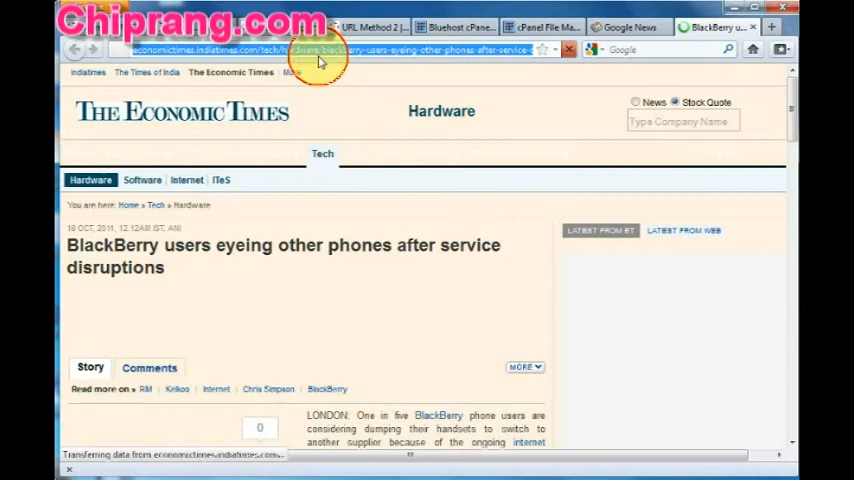 Chiprang.com
URL Method 2 |..
Bluehost cPane...
cPanel File Ma...
Google News
BlackBerry u...
economictimes.indiatimes.com/tech/hardware/blackberry-users-eyeing-other-phones-after-service-d
Google
Indiatimes The Times of India The Economic Times More
THE ECONOMIC TIMES
Hardware
News Stock Quote
Type Company Name
Tech
Hardware Software Internet ITeS
You are here: Home » Tech » Hardware
18 OCT, 2011, 12.12AM IST, ANI
BlackBerry users eyeing other phones after service
disruptions
LATEST FROM ET LATEST FROM WEB
Story Comments
MORE
Read more on » RIM Kelkoo Internet Chris Simpson BlackBerry
0
LONDON: One in five BlackBerry phone users are
considering dumping their handsets to switch to
another supplier because of the ongoing internet
Transferring data from economictimes.indiatimes.com...